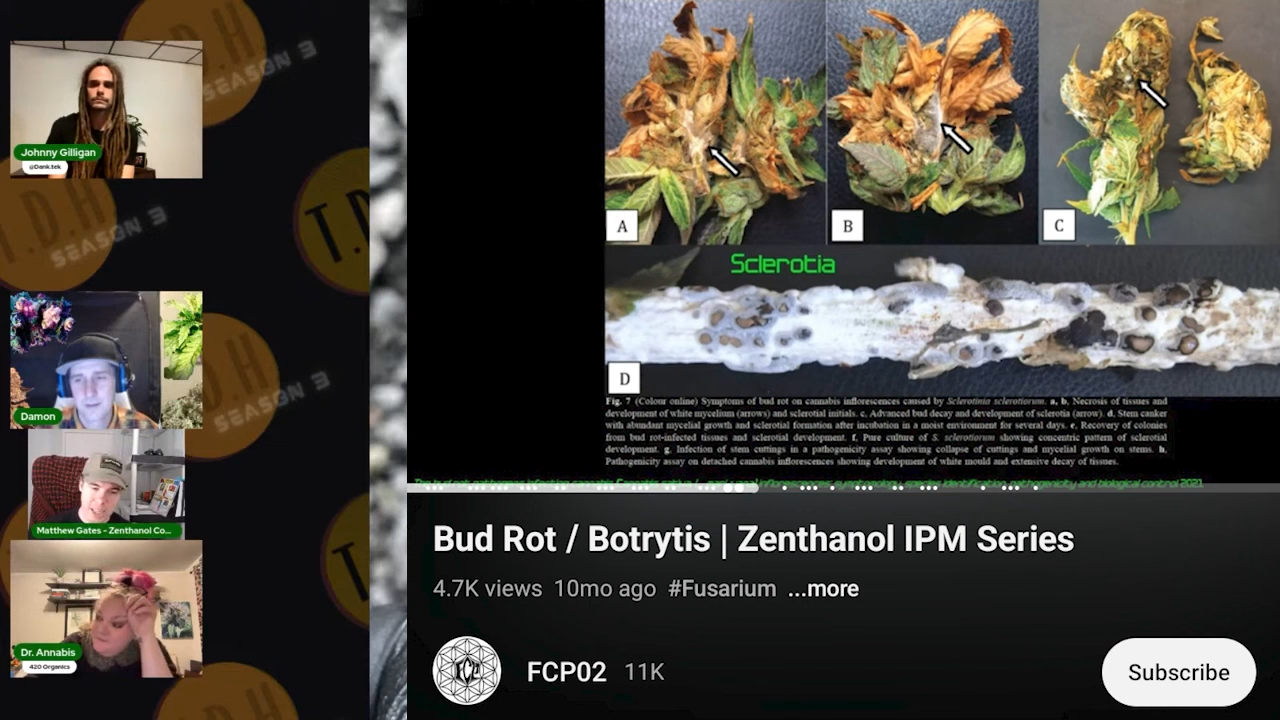 T.D.H.
SEASON 3
Johnny Gilligan
@Dank.tek
T.D.H
SEASON 3
T.D
Damon
SEASON 3
Matthew Gates - Zenthanol Co...
Dr. Annabis
420 Organics
A
B
C
Sclerotia
D
Fig. 7 (Colour online) Symptoms of bud rot on cannabis inflorescences caused by Sclerotinia sclerotiorum. a, b, Necrosis of tissues and
development of white mycelium (arrows) and sclerotial initials. c, Advanced bud decay and development of sclerotia (arrow). d. Stem canker
with abundant mycelial growth and sclerotial formation after incubation in a moist environment for several days. e, Recovery of colonies
from bud rot-infected tissues and sclerotial development. f, Pure culture of S. sclerotiorum showing concentric pattern of sclerotial
development. g. Infection of stem cuttings in a pathogenicity assay showing collapse of cuttings and mycelial growth on stems. h,
Pathogenicity assay on detached cannabis inflorescences showing development of white mould and extensive decay of tissues.
Bud Rot / Botrytis | Zenthanol IPM Series
4.7K views 10mo ago #Fusarium ...more
FCP
FCP02 11K
Subscribe